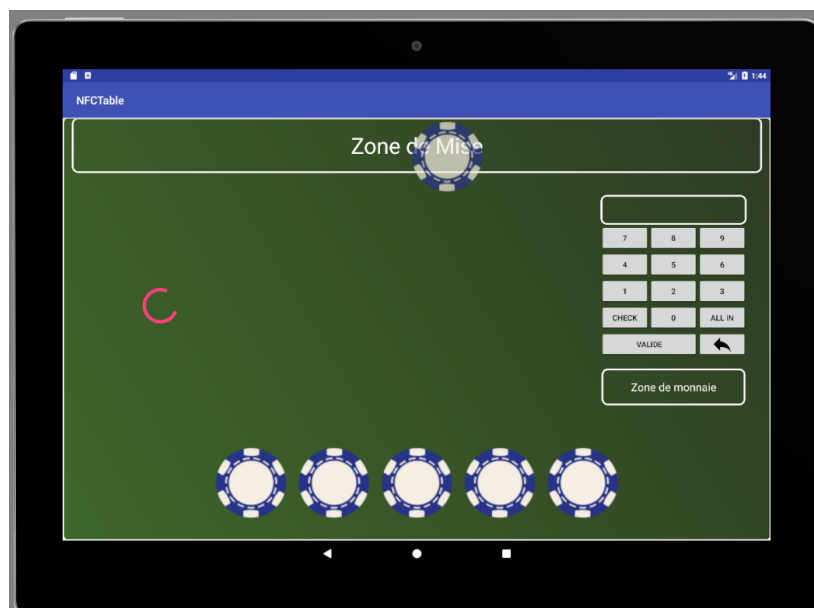 1:44
NFCTable
Zone de Mise
7 8 9
4 5 6
1 2 3
CHECK 0 ALL IN
VALIDE
Zone de monnaie